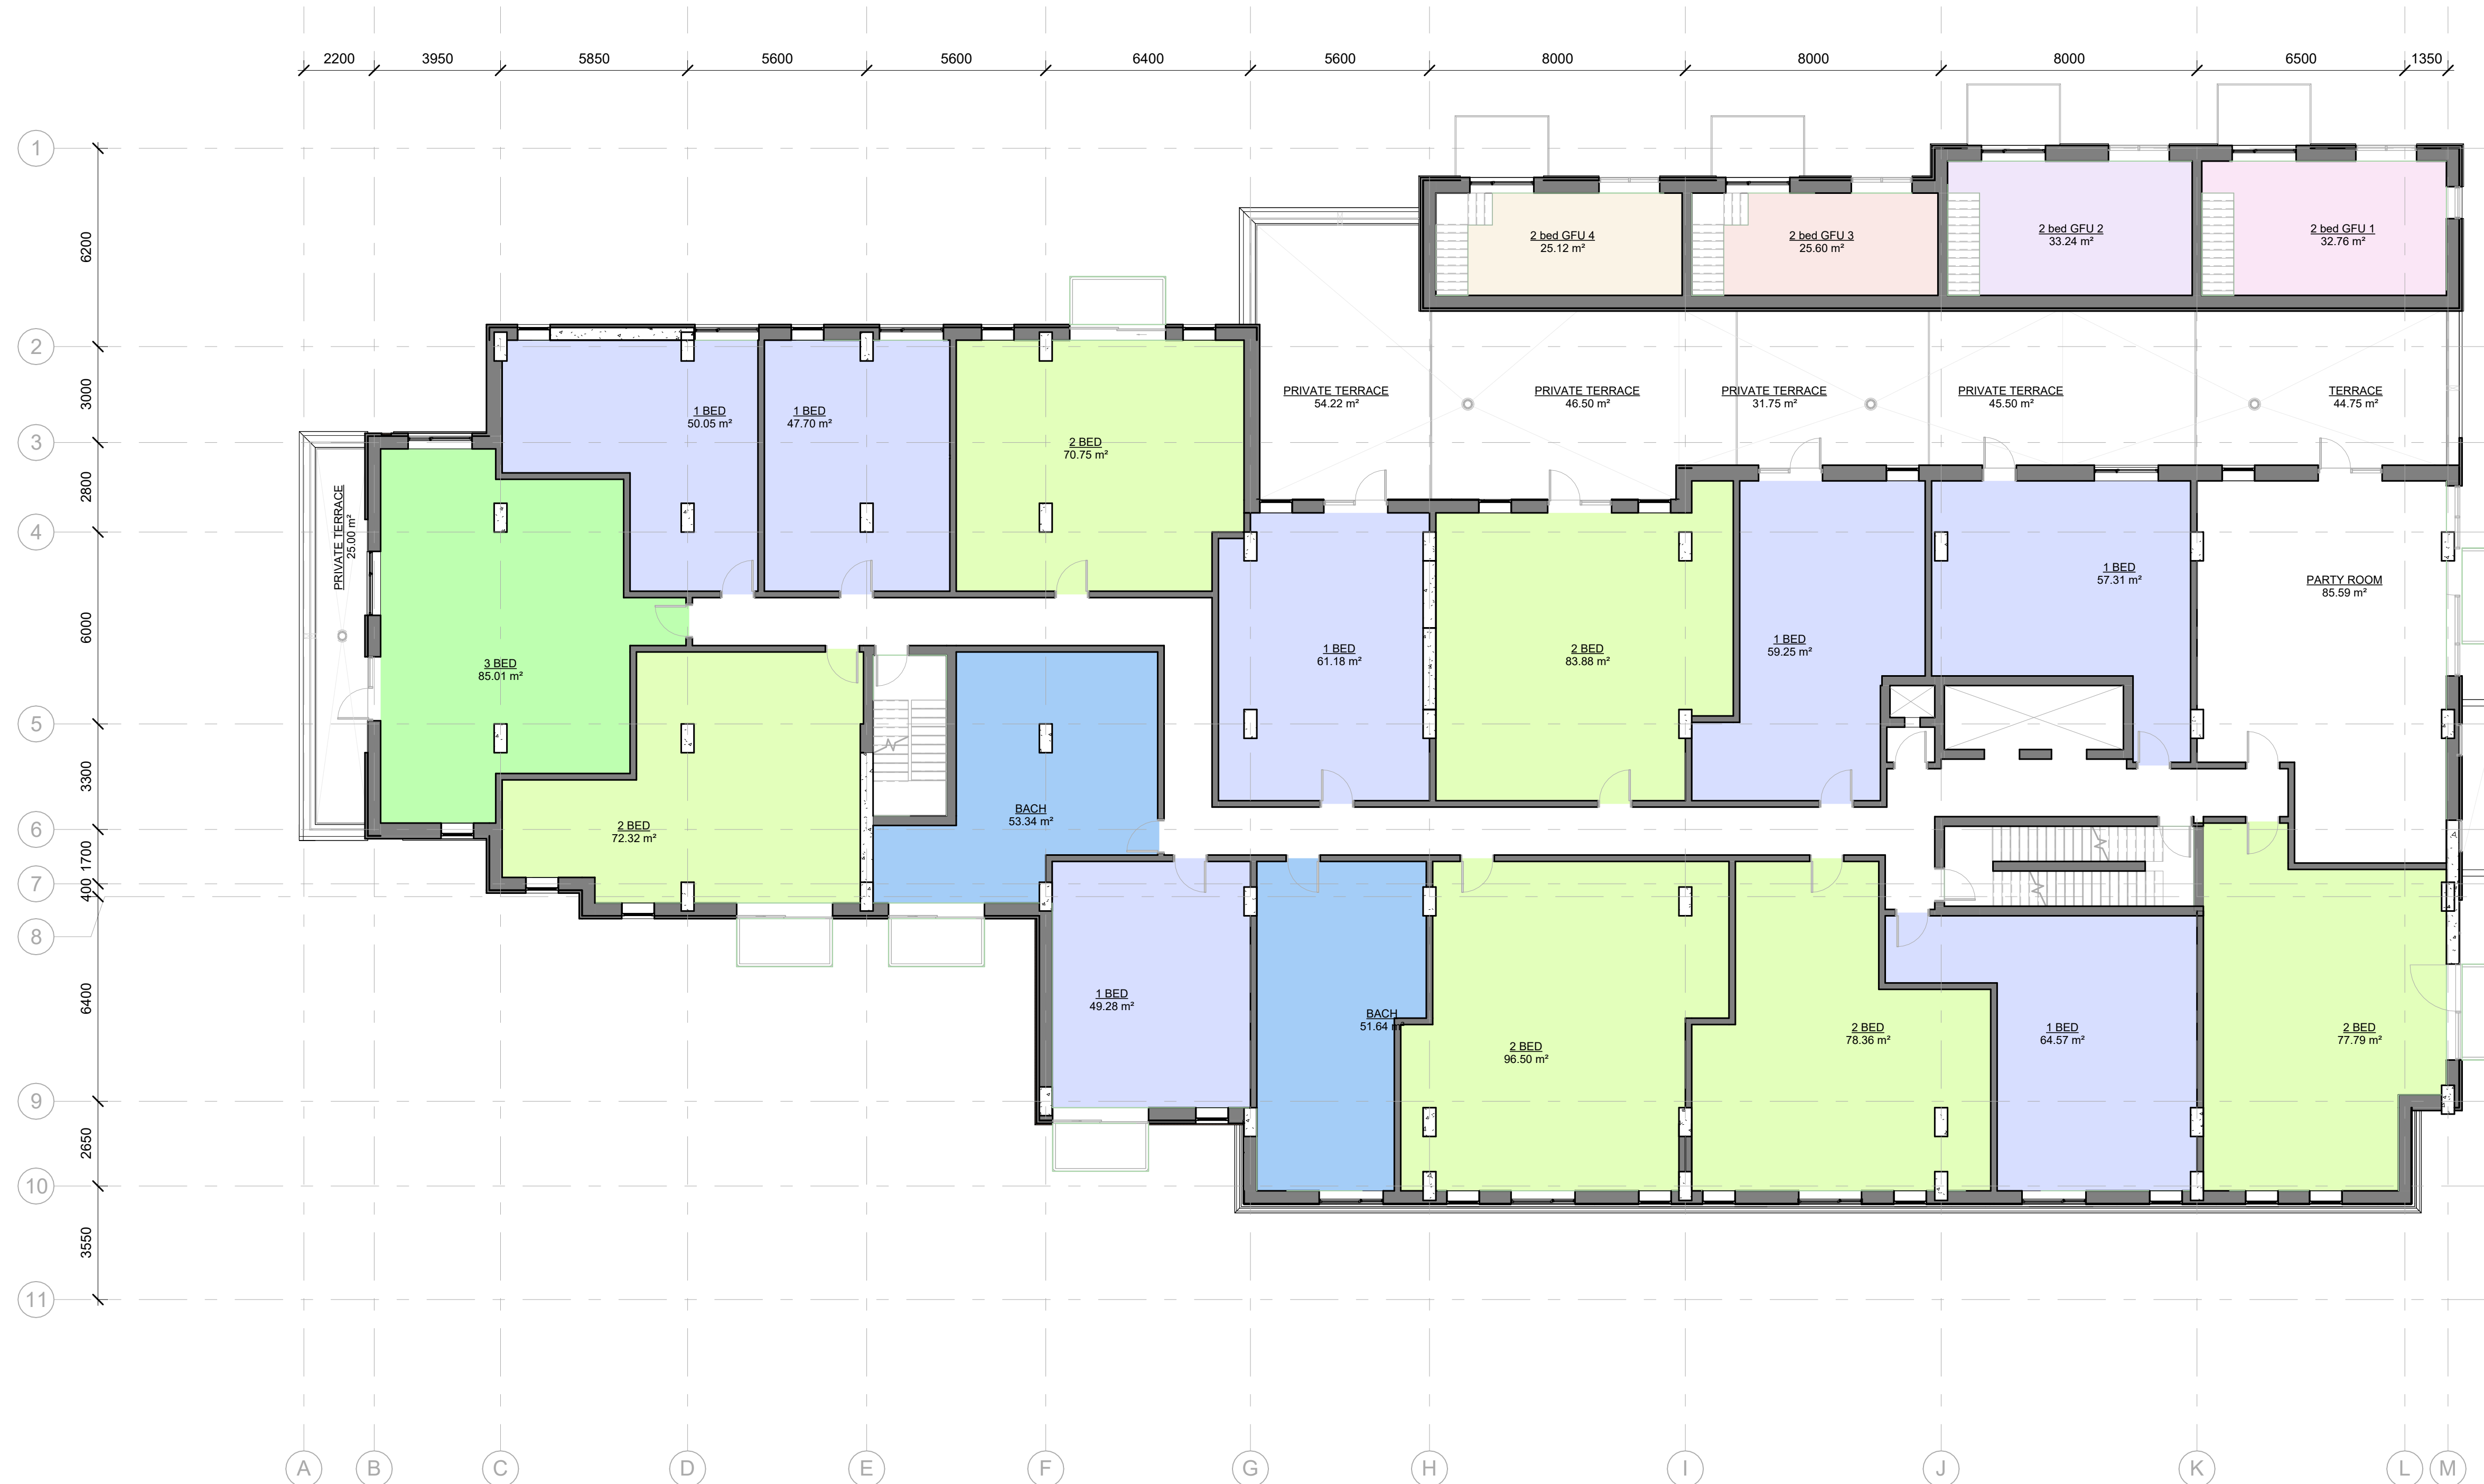 2200 3950 5850 5600 5600 6400 5600 8000 8000 8000 6500 1350
1
6200
2 bed GFU 4
25.12 m²
2 bed GFU 3
25.60 m²
2 bed GFU 2
33.24 m²
2 bed GFU 1
32.76 m²
2
3000
PRIVATE TERRACE
54.22 m²
PRIVATE TERRACE
46.50 m²
PRIVATE TERRACE
31.75 m²
PRIVATE TERRACE
45.50 m²
TERRACE
44.75 m²
1 BED
50.05 m²
1 BED
47.70 m²
2 BED
70.75 m²
3
2800
PRIVATE TERRACE
25.00 m²
4
6000
1 BED
57.31 m²
PARTY ROOM
85.59 m²
1 BED
61.18 m²
2 BED
83.88 m²
1 BED
59.25 m²
3 BED
85.01 m²
5
3300
BACH
53.34 m²
2 BED
72.32 m²
6
1700
7
400
8
6400
1 BED
49.28 m²
BACH
51.64 m²
2 BED
96.50 m²
2 BED
78.36 m²
1 BED
64.57 m²
2 BED
77.79 m²
9
2650
10
3550
11
A B C D E F G H I J K L M